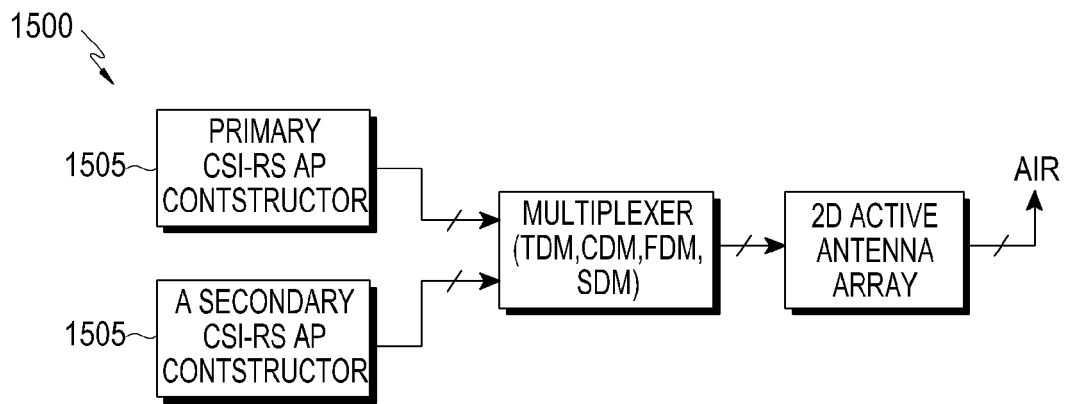 1500
PRIMARY
CSI-RS AP
CONTSTRUCTOR
1505
A SECONDARY
CSI-RS AP
CONTSTRUCTOR
1505
MULTIPLEXER
(TDM,CDM,FDM,
SDM)
2D ACTIVE
ANTENNA
ARRAY
AIR